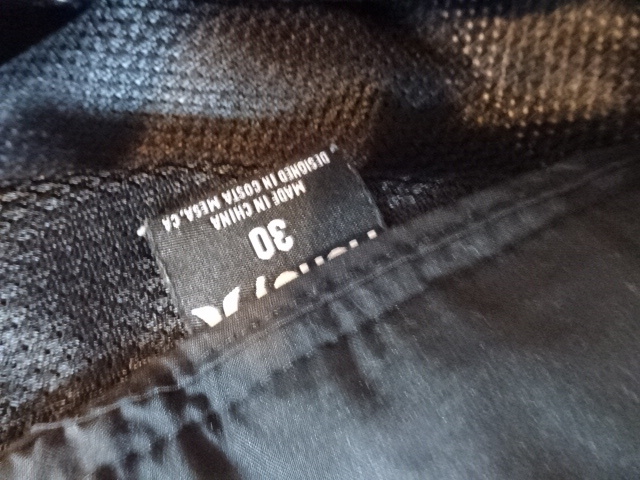 30
MADE IN CHINA
DESIGNED IN COSTA MESA, CA